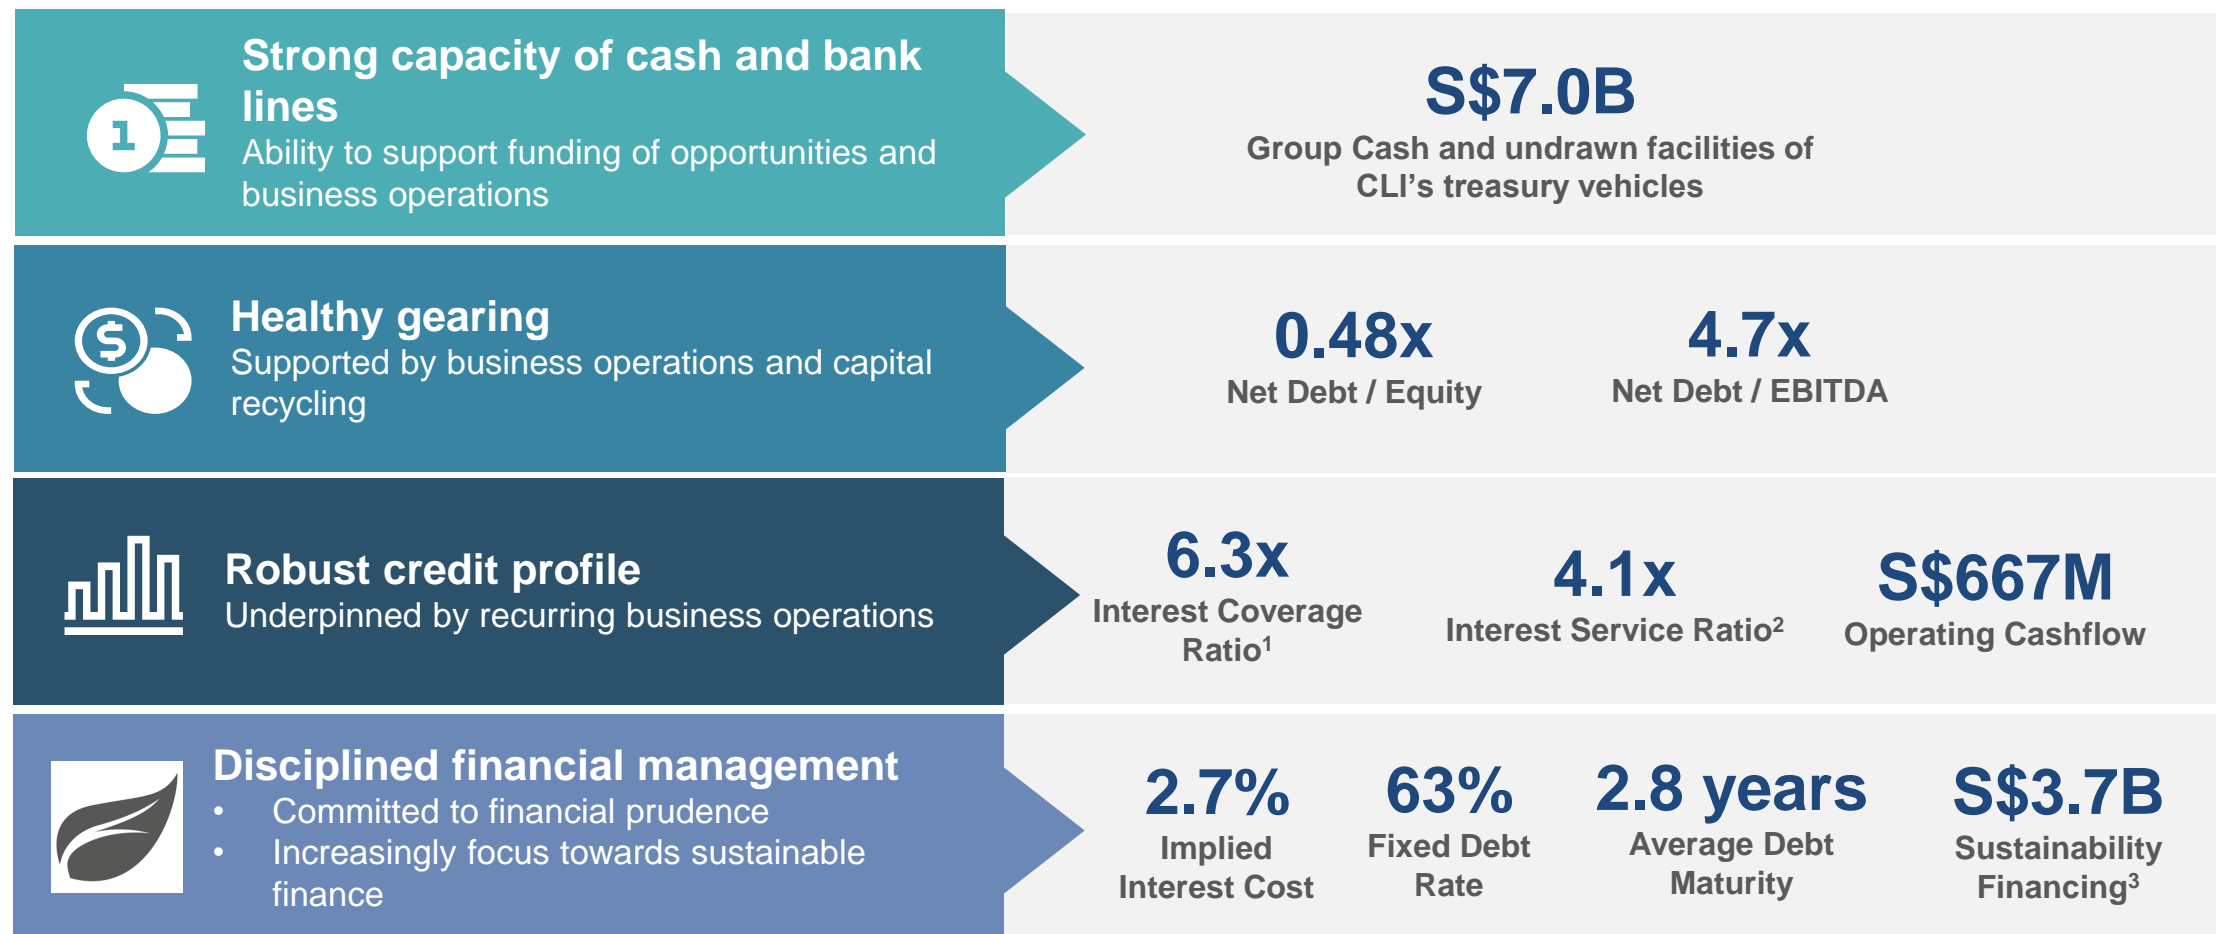 Strong capacity of cash and bank
lines
Ability to support funding of opportunities and
business operations
1
S$7.0B
Group Cash and undrawn facilities of
CLI’s treasury vehicles
Healthy gearing
Supported by business operations and capital
recycling
$
0.48x
Net Debt / Equity
4.7x
Net Debt / EBITDA
Robust credit profile
Underpinned by recurring business operations
6.3x
Interest Coverage
Ratio¹
4.1x
Interest Service Ratio²
S$667M
Operating Cashflow
Disciplined financial management
• Committed to financial prudence
• Increasingly focus towards sustainable
finance
2.7%
Implied
Interest Cost
63%
Fixed Debt
Rate
2.8 years
Average Debt
Maturity
S$3.7B
Sustainability
Financing³